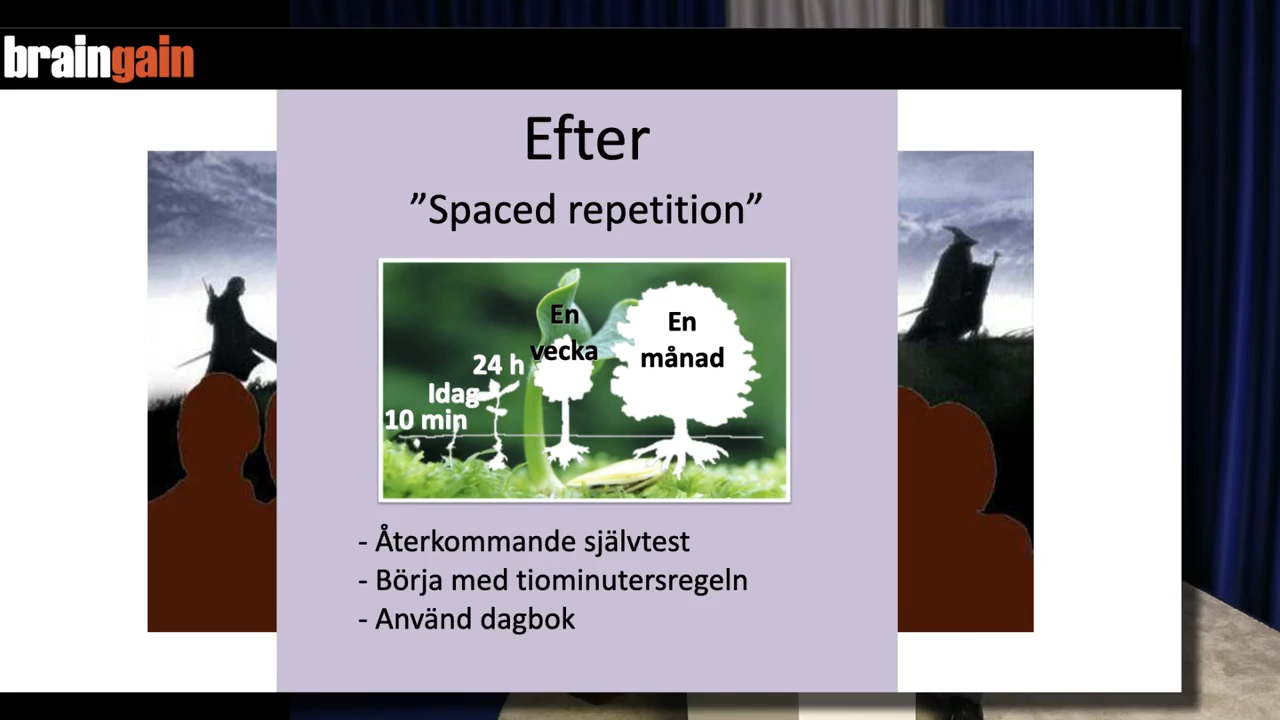 braingain
Efter
”Spaced repetition”
En
vecka
En
månad
24 h
Idag
10 min
- Återkommande självtest
- Börja med tiominutersregeln
- Använd dagbok